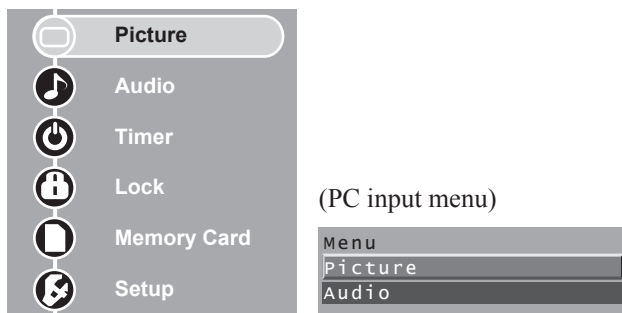 Picture
Audio
Timer
Lock
Memory Card
Setup
(PC input menu)
Menu
Picture
Audio